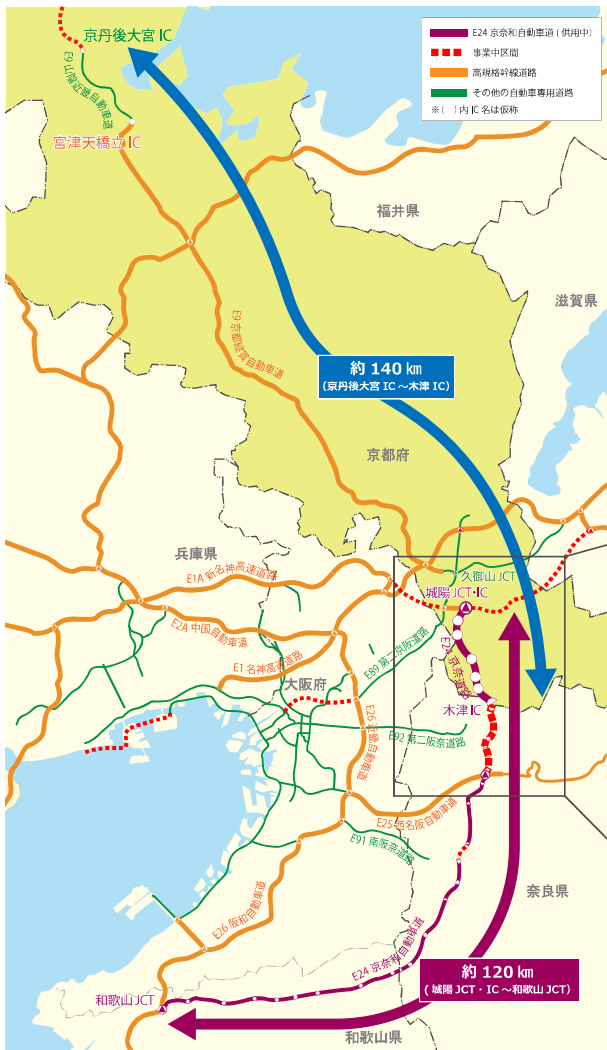 京丹後大宮 IC
E24 京奈和自動車道 ( 供用中)
事業中区間
高規格幹線道路
その他の自動車専用道路
※ (　) 内 IC 名は仮称
E9 山陰近畿自動車道
宮津天橋立 IC
福井県
滋賀県
E9 京都縦貫自動車道
約 140 ㎞
(京丹後大宮 IC ～木津 IC)
京都府
兵庫県
久御山 JCT
E1A 新名神高速道路
城陽 JCT・IC
E2A 中国自動車道
E1 名神高速道路
E89 第二京阪道路
E24 京奈道路
大阪府
木津 IC
E26 近畿自動車道
E92 第二阪奈道路
E25 西名阪自動車道
E91 南阪奈道路
奈良県
E26 阪和自動車道
E24 京奈和自動車道
約 120 ㎞
( 城陽 JCT・IC ～和歌山 JCT)
和歌山 JCT
和歌山県